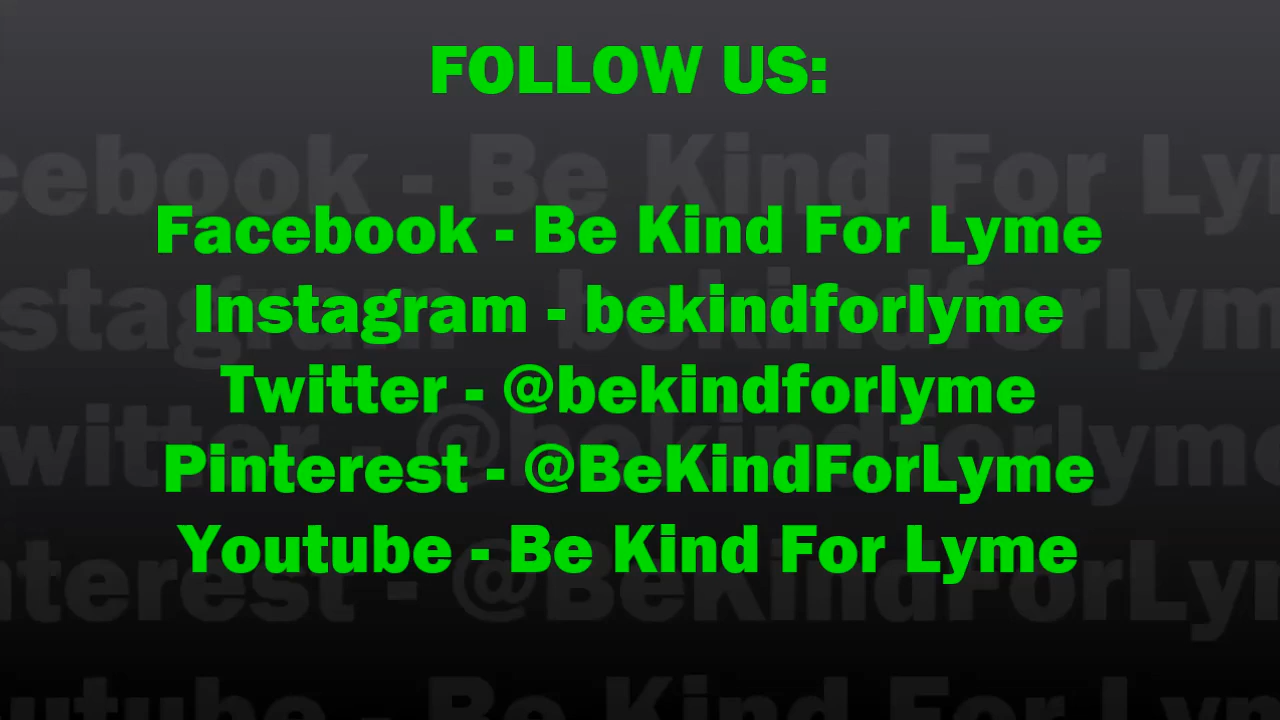 FOLLOW US:
Facebook - Be Kind For Lyme
Instagram - bekindforlyme
Twitter - @bekindforlyme
Pinterest - @BeKindForLyme
Youtube - Be Kind For Lyme